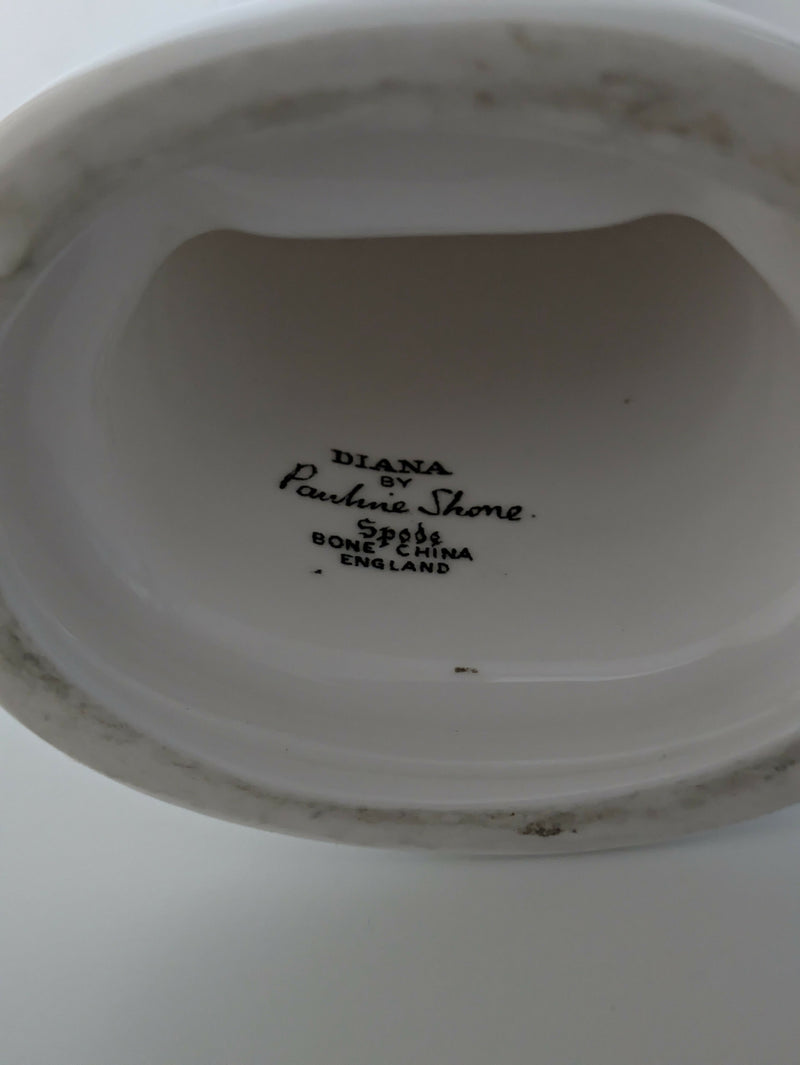 DIANA
BY
Pauline Shone.
Spode
BONE CHINA
ENGLAND